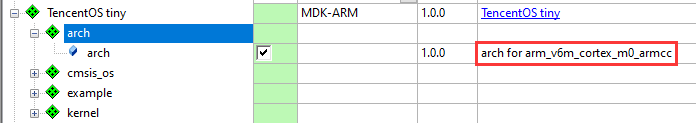 TencentOS tiny MDK-ARM 1.0.0 TencentOS tiny
arch
arch 1.0.0 arch for arm_v6m_cortex_m0_armcc
cmsis_os
example
kernel